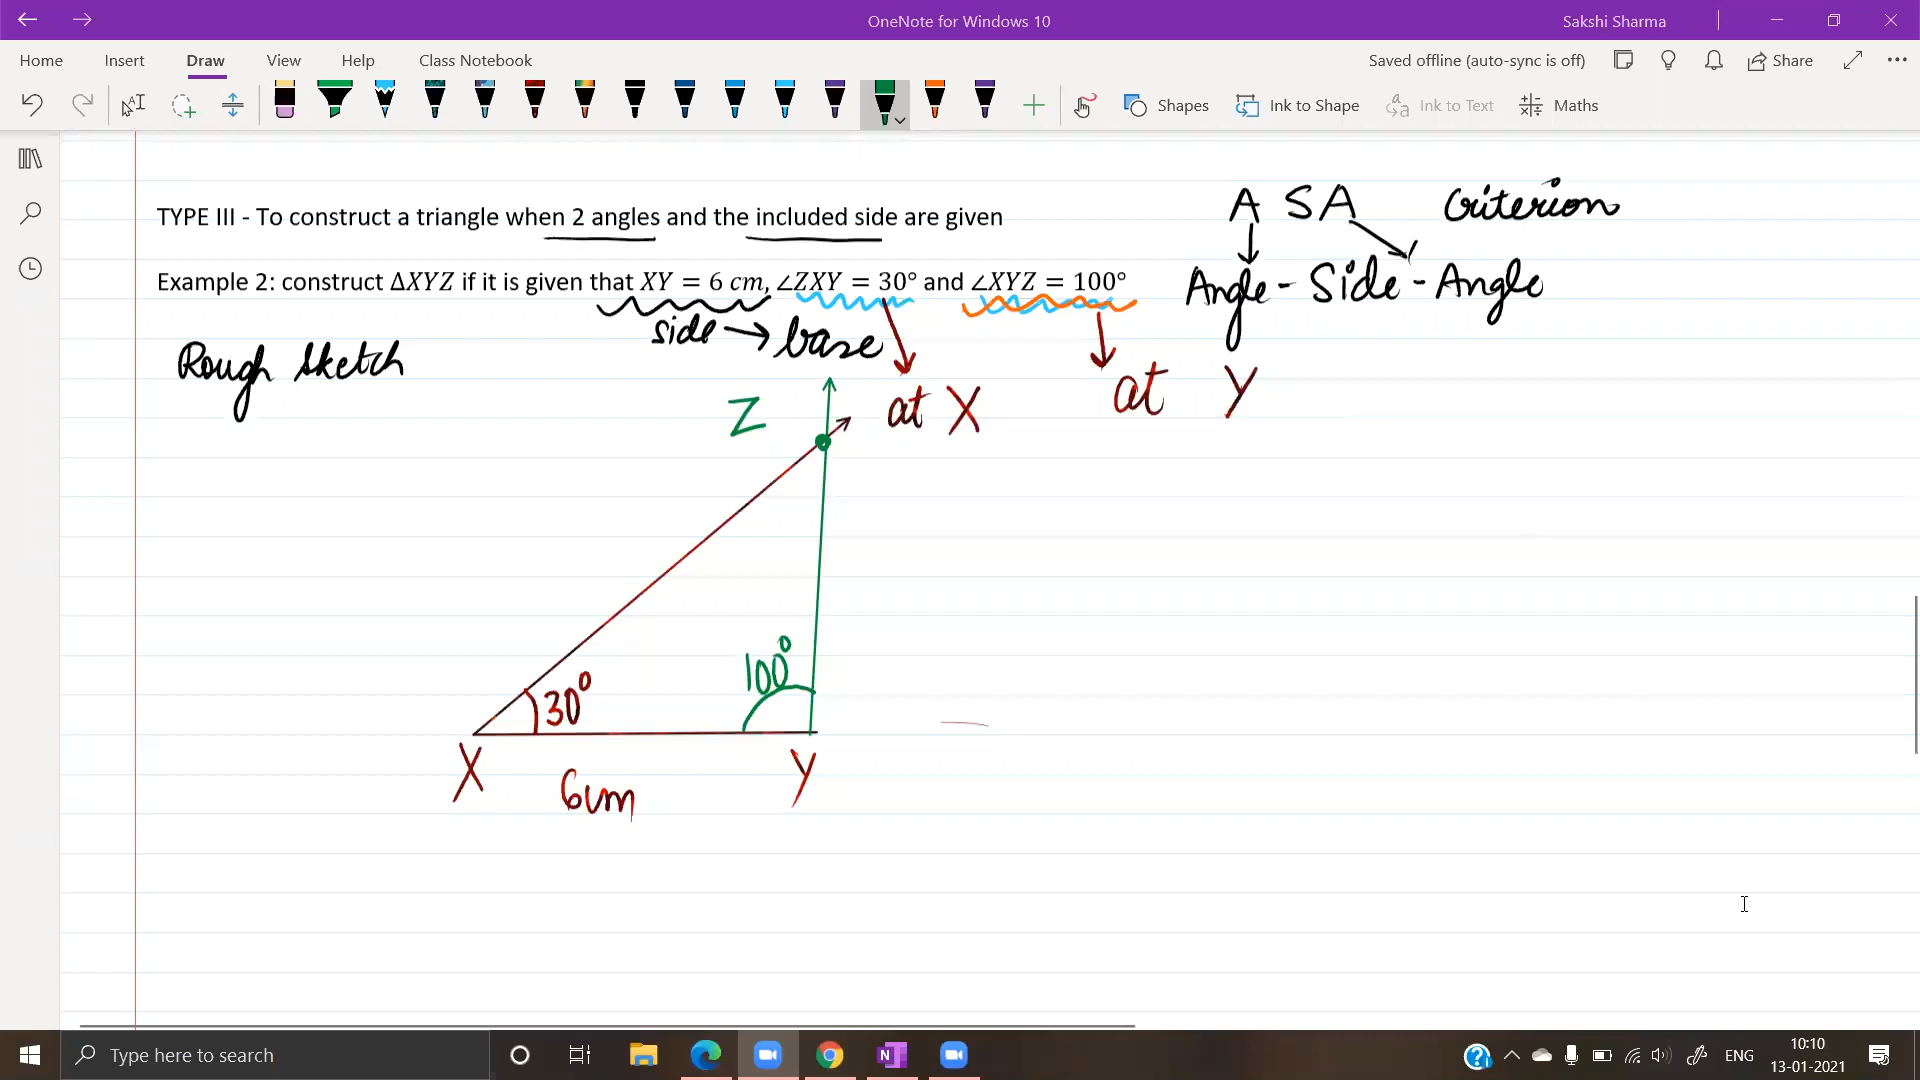 OneNote for Windows 10
Sakshi Sharma
Home Insert Draw View Help Class Notebook
Saved offline (auto-sync is off) Share
Shapes Ink to Shape Ink to Text Maths
TYPE III - To construct a triangle when 2 angles and the included side are given
A SA Criterion
Example 2: construct ΔXYZ if it is given that XY = 6 cm, ∠ZXY = 30° and ∠XYZ = 100°
Angle - Side - Angle
side → base
Rough Sketch
at X
at Y
Z
100°
30°
X
Y
6cm
Type here to search
ENG
10:10
13-01-2021